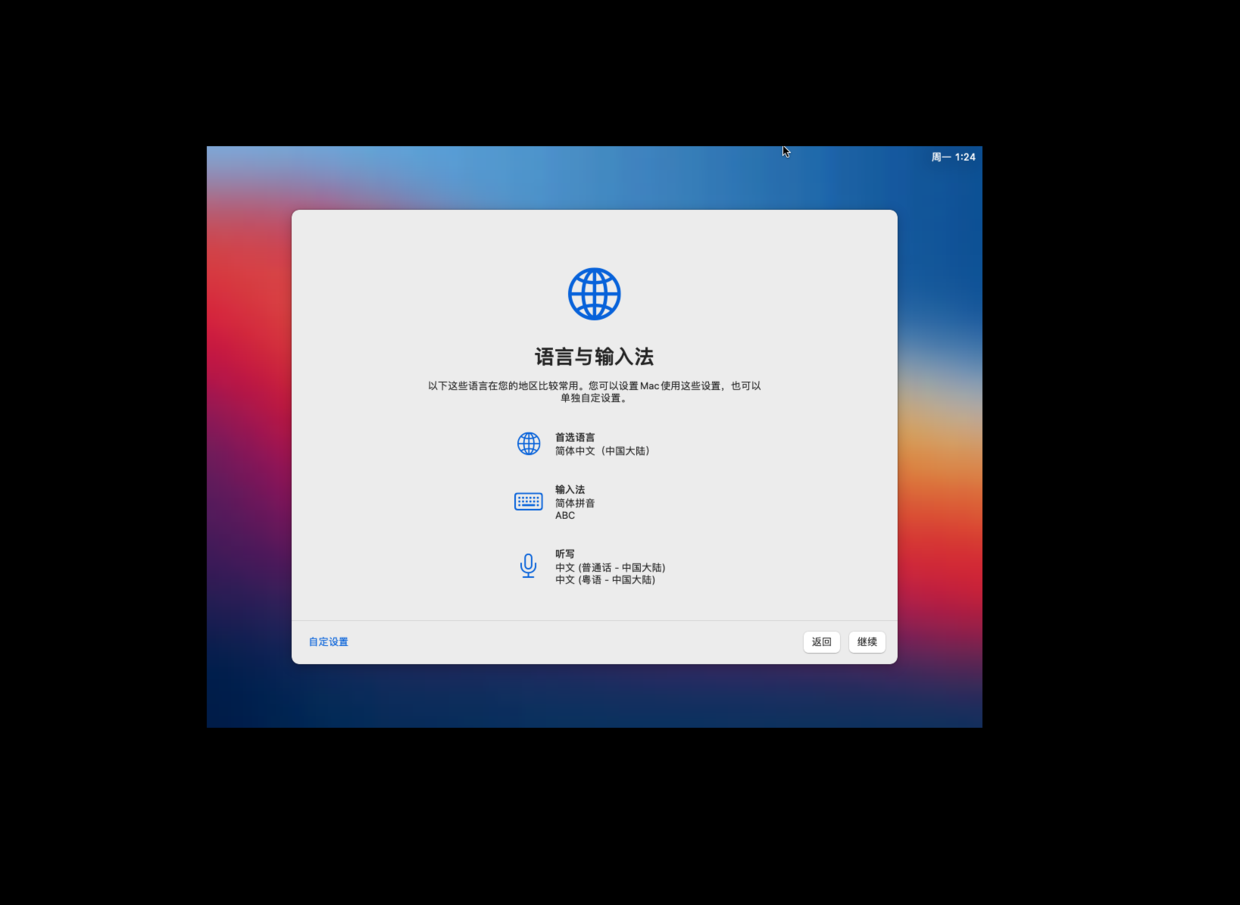 周一 1:24
语言与输入法
以下这些语言在您的地区比较常用。您可以设置 Mac 使用这些设置，也可以
单独自定设置。
首选语言
简体中文（中国大陆）
输入法
简体拼音
ABC
听写
中文 (普通话 - 中国大陆)
中文 (粤语 - 中国大陆)
自定设置
返回
继续